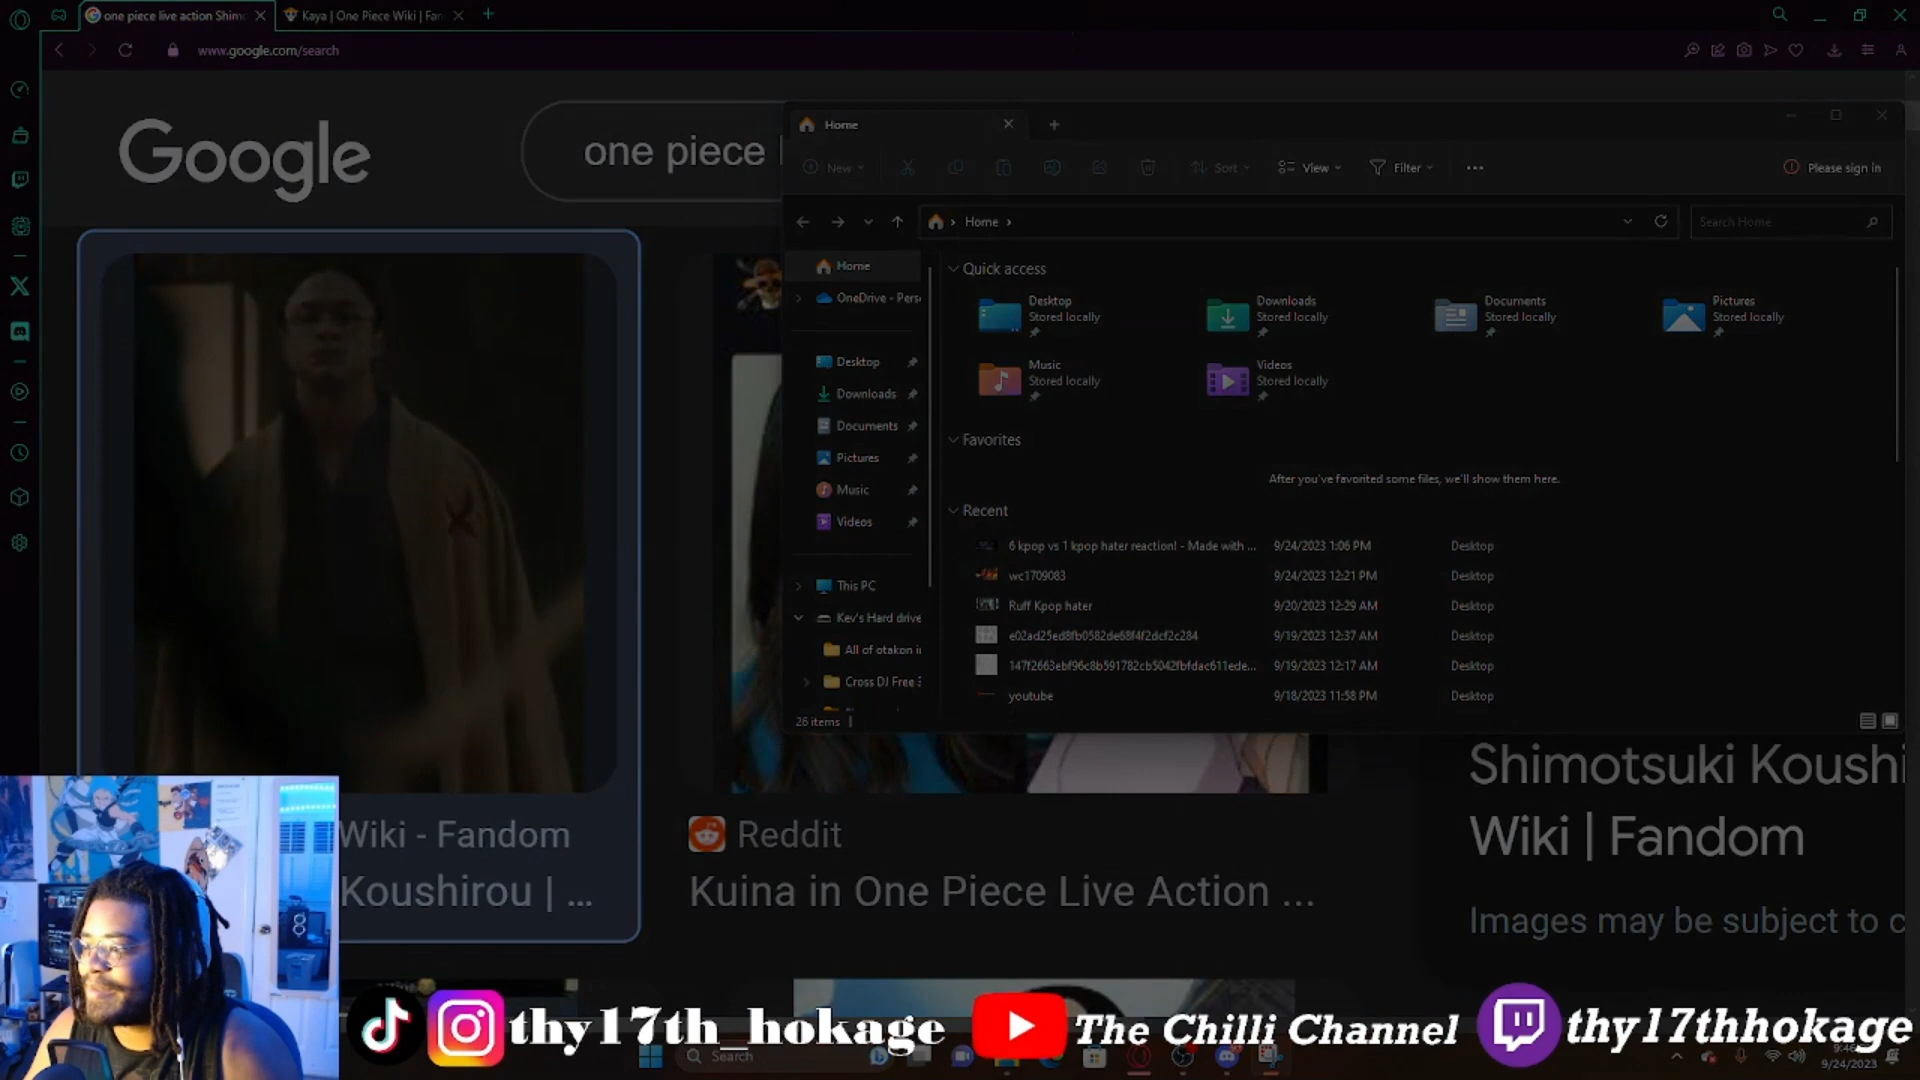 one piece live action Shim
Kaya | One Piece Wiki | Fan
www.google.com/search
Google
one piece
Home
New
Sort
View
Filter
Please sign in
Home
Search Home
Home
OneDrive - Pers
Desktop
Downloads
Documents
Pictures
Music
Videos
This PC
Kev's Hard drive
All of otakon i
Cross DJ Free
Quick access
Desktop
Stored locally
Downloads
Stored locally
Documents
Stored locally
Pictures
Stored locally
Music
Stored locally
Videos
Stored locally
Favorites
After you've favorited some files, we'll show them here.
Recent
6 kpop vs 1 kpop hater reaction! - Made with ... 9/24/2023 1:06 PM Desktop
wc1709083 9/24/2023 12:21 PM Desktop
Ruff Kpop hater 9/20/2023 12:29 AM Desktop
e02ad25ed8fb0582de68f4f2dcf2c284 9/19/2023 12:37 AM Desktop
147f2663ebf96c8b591782cb5042fbfdac611ede... 9/19/2023 12:17 AM Desktop
youtube 9/18/2023 11:58 PM Desktop
26 items
Wiki - Fandom
Koushirou | ...
Reddit
Kuina in One Piece Live Action ...
Shimotsuki Koushi
Wiki | Fandom
Images may be subject to c
thy17th_hokage
The Chilli Channel
thy17thhokage
Search
9/24/2023